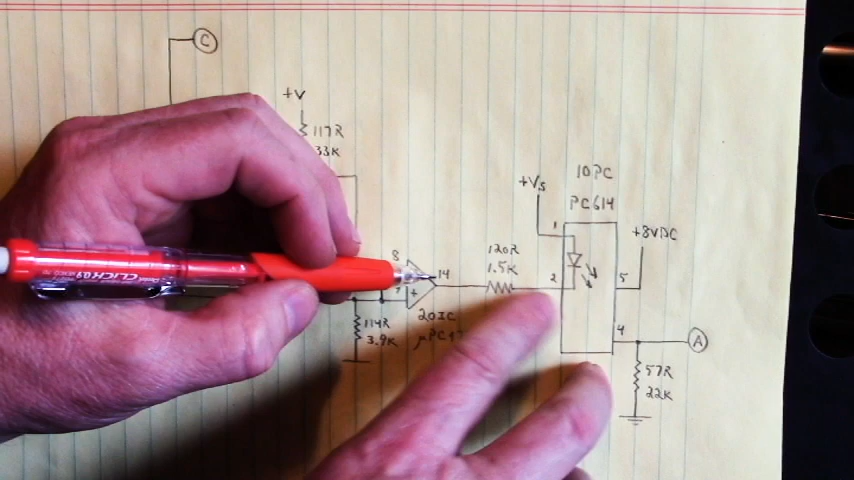 C
+V
117R
33K
10PC
PC614
+Vs
1
+8VDC
120R
1.5K
8
14
2
5
7
+
20IC
114R
3.9K
4
A
57R
22K
CLICK